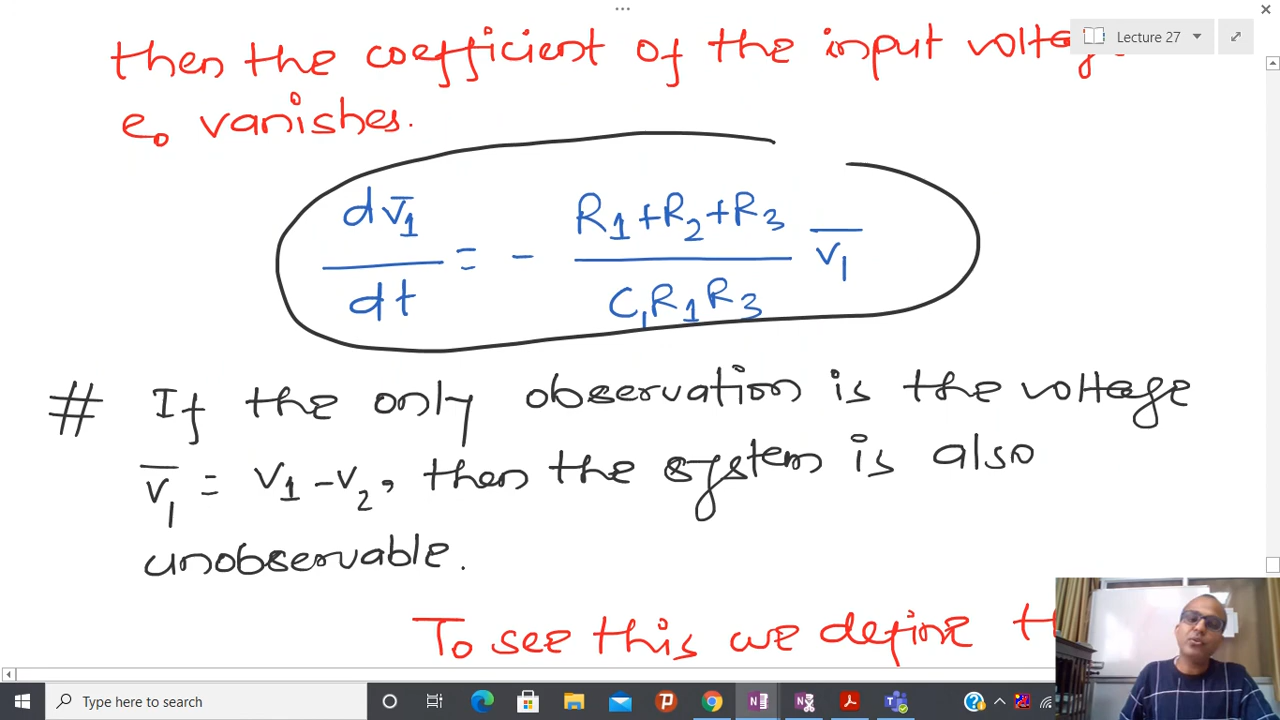 Lecture 27
then the coefficient of the input voltage
e₀ vanishes.
dv̅₁/dt = - (R₁+R₂+R₃)/(C₁R₁R₃) v̅₁
# If the only observation is the voltage
v̅₁ = v₁ - v₂, then the system is also
unobservable.
To see this we define
Type here to search